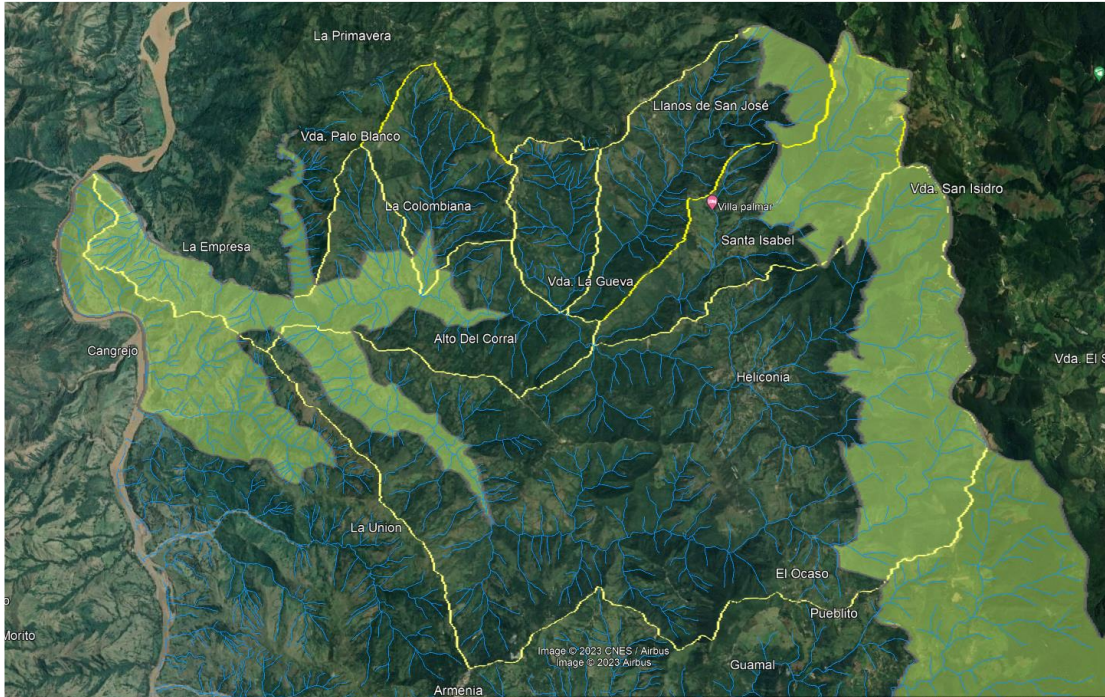 La Primavera
Llanos de San José
Vda. Palo Blanco
Vda. San Isidro
La Colombiana
Villa palmar
La Empresa
Santa Isabel
Vda. La Gueva
Alto Del Corral
Cangrejo
Vda. El S
Heliconia
La Union
El Ocaso
Pueblito
Morito
Image © 2023 CNES / Airbus
Image © 2023 Airbus
Guamal
Armenia